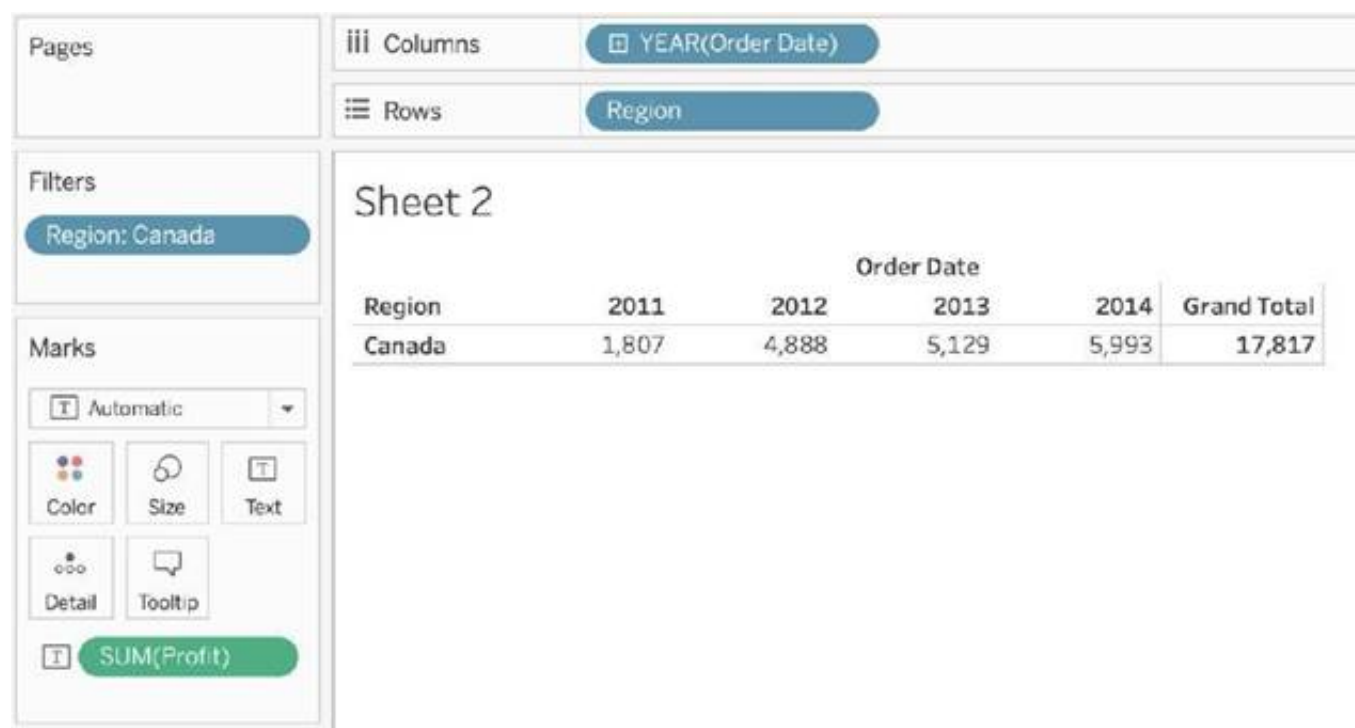 Pages
iii Columns
YEAR(Order Date)
Rows
Region
Filters
Region: Canada
Sheet 2
Order Date
Region 2011 2012 2013 2014 Grand Total
Canada 1,807 4,888 5,129 5,993 17,817
Marks
T Automatic
Color Size T Text
Detail Tooltip
T SUM(Profit)